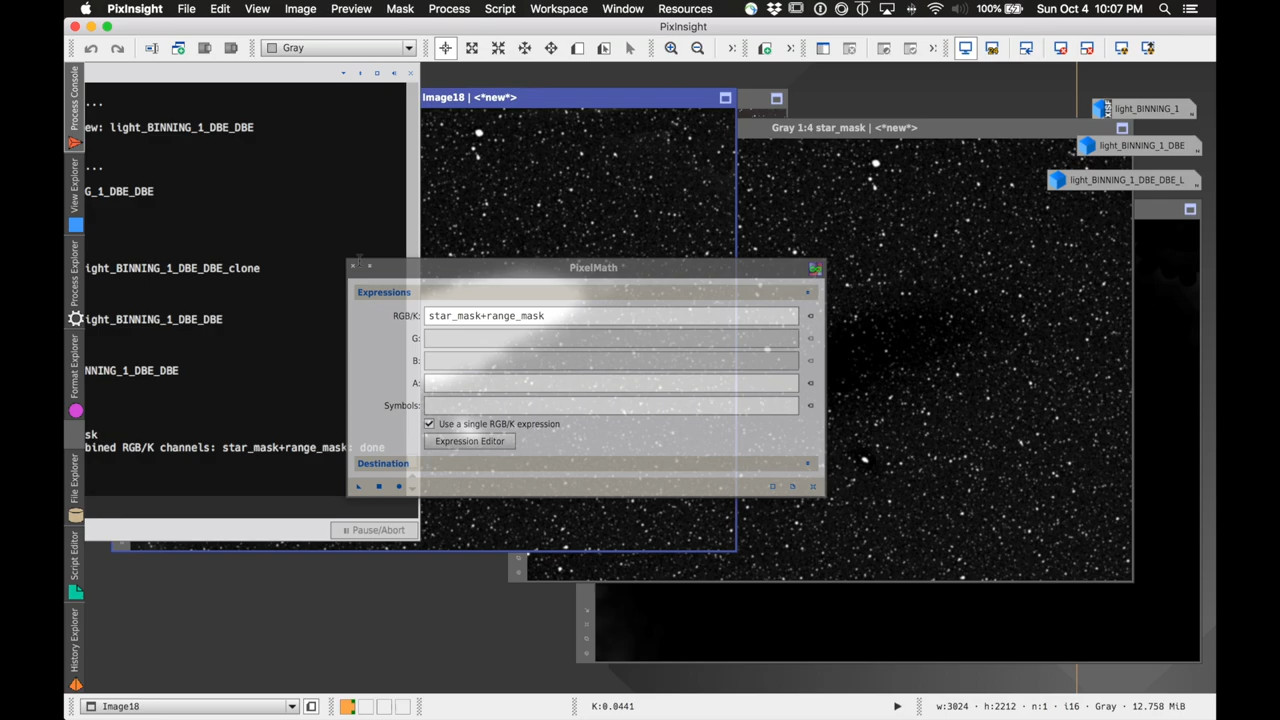 PixInsight File Edit View Image Preview Mask Process Script Workspace Window Resources 100% Sun Oct 4 10:07 PM
PixInsight
Gray
Process Console
View Explorer
Process Explorer
Format Explorer
File Explorer
Script Editor
History Explorer
...
ew: light_BINNING_1_DBE_DBE
...
G_1_DBE_DBE
ight_BINNING_1_DBE_DBE_clone
ight_BINNING_1_DBE_DBE
NNING_1_DBE_DBE
sk
bined RGB/K channels: star_mask+range_mask: done
Pause/Abort
Image18 | <*new*>
Gray 1:4 star_mask | <*new*>
light_BINNING_1
light_BINNING_1_DBE
light_BINNING_1_DBE_DBE_L
PixelMath
Expressions
RGB/K: star_mask+range_mask
G:
B:
A:
Symbols:
Use a single RGB/K expression
Expression Editor
Destination
Image18 K:0.0441 w:3024 | h:2212 | n:1 | i16 | Gray | 12.758 MiB